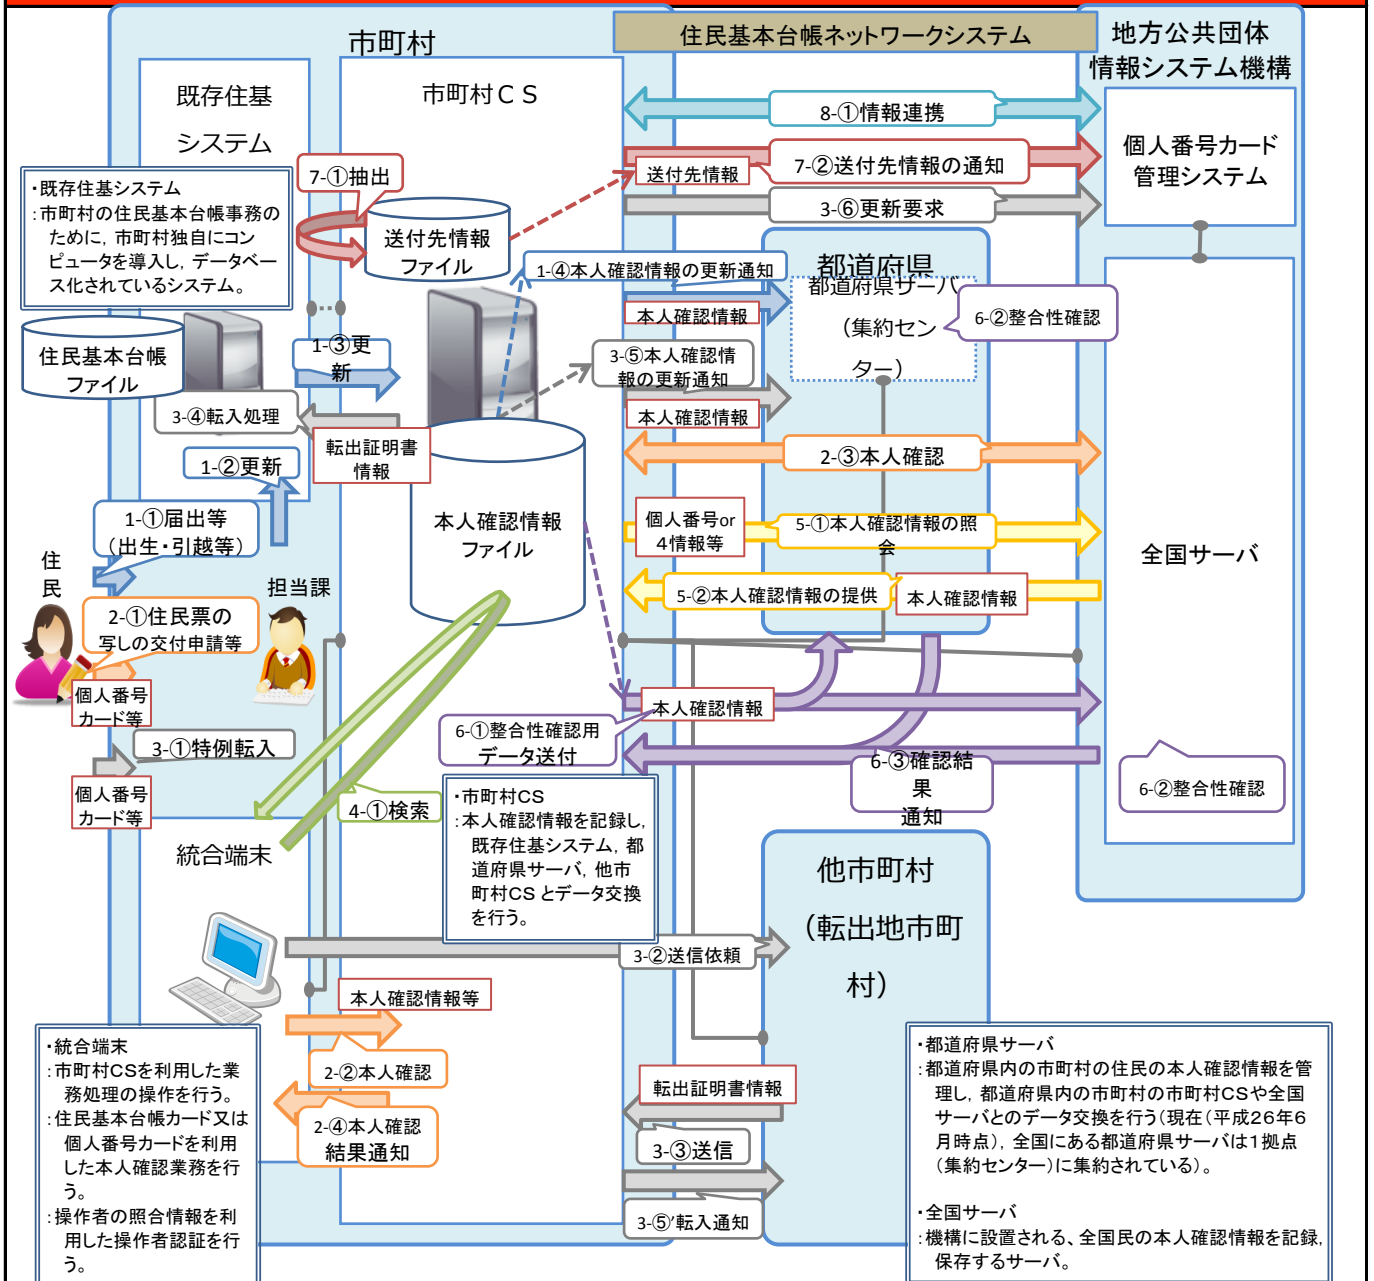 住民基本台帳ネットワークシステム
市町村
地方公共団体
情報システム機構
既存住基
システム
市町村ＣＳ
8-①情報連携
個人番号カード
管理システム
7-①抽出
送付先情報
7-②送付先情報の通知
3-⑥更新要求
・既存住基システム
：市町村の住民基本台帳事務の
ために，市町村独自にコン
ピュータを導入し，データベー
ス化されているシステム。
送付先情報
ファイル
1-④本人確認情報の更新通知
都道府県
都道府県サーバ
（集約セン
ター）
本人確認情報
6-②整合性確認
住民基本台帳
ファイル
1-③更
新
3-⑤本人確認情
報の更新通知
本人確認情報
3-④転入処理
転出証明書
情報
1-②更新
2-③本人確認
1-①届出等
（出生・引越等）
本人確認情報
ファイル
個人番号or
４情報等
5-①本人確認情報の照
会
全国サーバ
住
民
担当課
5-②本人確認情報の提供
本人確認情報
2-①住民票の
写しの交付申請等
個人番号
カード等
本人確認情報
6-①整合性確認用
データ送付
3-①特例転入
個人番号
カード等
6-③確認結
果
通知
6-②整合性確認
4-①検索
・市町村CS
：本人確認情報を記録し，
既存住基システム，都
道府県サーバ，他市
町村CS とデータ交換
を行う。
統合端末
他市町村
（転出地市町
村）
3-②送信依頼
本人確認情報等
2-②本人確認
・統合端末
：市町村CSを利用した業
務処理の操作を行う。
：住民基本台帳カード又は
個人番号カードを利用
した本人確認業務を行
う。
：操作者の照合情報を利
用した操作者認証を行
う。
2-④本人確認
結果通知
転出証明書情報
3-③送信
3-⑤’転入通知
・都道府県サーバ
：都道府県内の市町村の住民の本人確認情報を管
理し，都道府県内の市町村の市町村CSや全国
サーバとのデータ交換を行う（現在（平成２６年６
月時点），全国にある都道府県サーバは１拠点
（集約センター）に集約されている）。
・全国サーバ
：機構に設置される、全国民の本人確認情報を記録，
保存するサーバ。